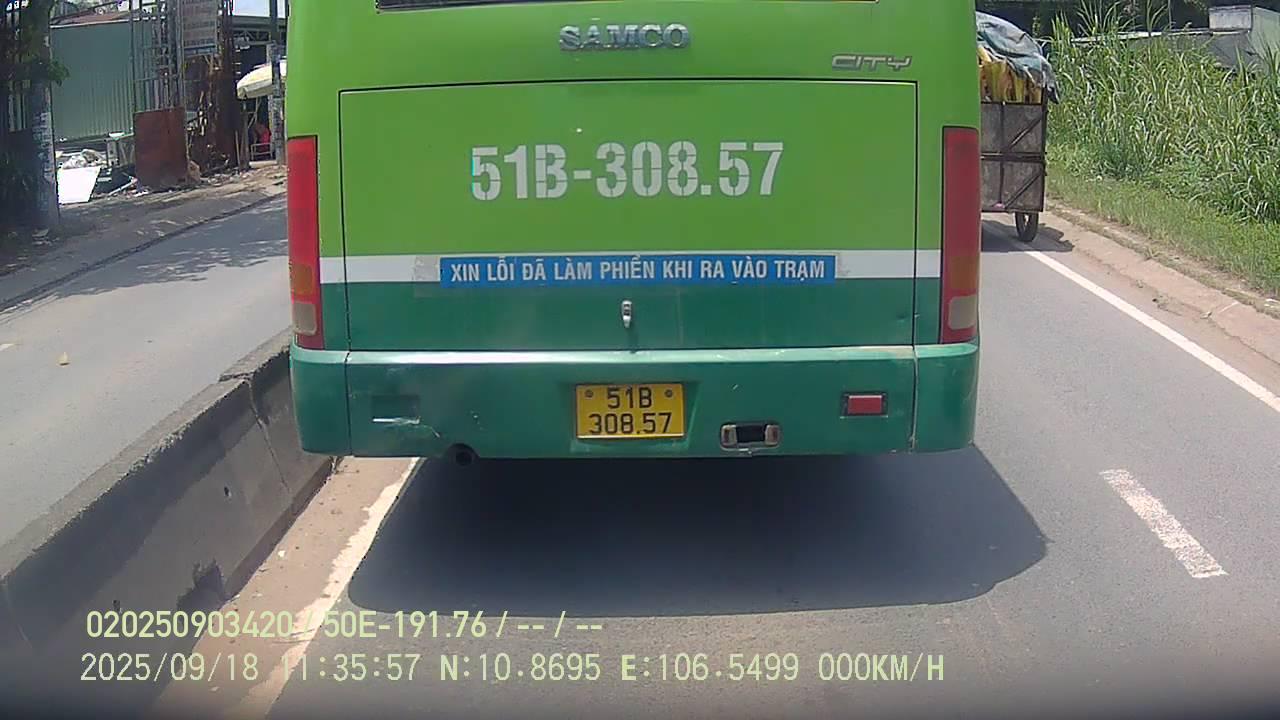 SAMCO
CITY
51B-308.57
XIN LỖI ĐÃ LÀM PHIỀN KHI RA VÀO TRẠM
51B
308.57
020250903420 / 50E-191.76 / -- / --
2025/09/18 11:35:57 N:10.8695 E:106.5499 000KM/H